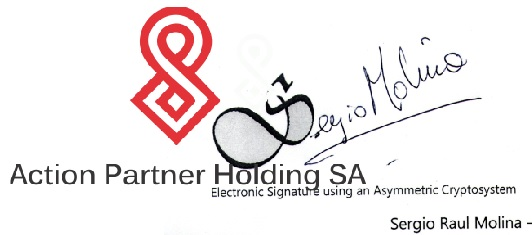 Sergio Molina
Action Partner Holding SA
Electronic Signature using an Asymmetric Cryptosystem
Sergio Raul Molina -